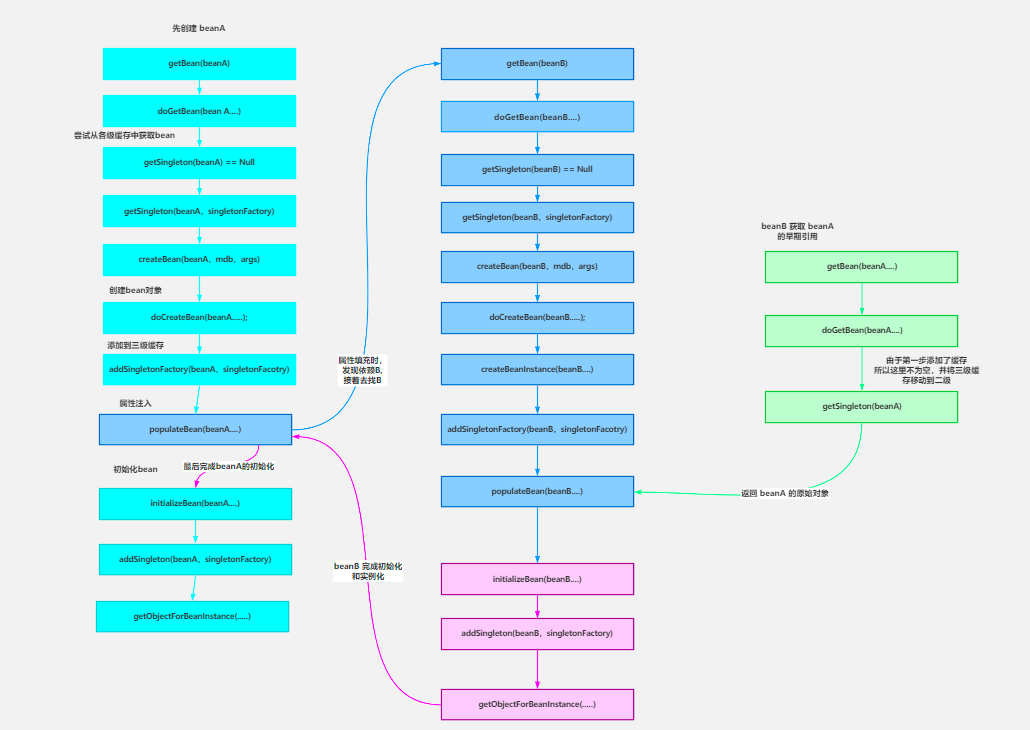 先创建 beanA
getBean(beanA)
doGetBean(bean A....)
尝试从各级缓存中获取bean
getSingleton(beanA) == Null
getSingleton(beanA，singletonFactory)
createBean(beanA，mdb，args)
创建bean对象
doCreateBean(beanA.....);
添加到三级缓存
addSingletonFactory(beanA，singletonFacotry)
属性注入
populateBean(beanA....)
最后完成beanA的初始化
初始化bean
initializeBean(beanA....)
addSingleton(beanA，singletonFactory)
getObjectForBeanInstance(.....)
属性填充时，
发现依赖B,
接着去找B
beanB 完成初始化
和实例化
getBean(beanB)
doGetBean(beanB....)
getSingleton(beanB) == Null
getSingleton(beanB，singletonFactory)
createBean(beanB，mdb，args)
doCreateBean(beanB.....);
createBeanInstance(beanB....)
addSingletonFactory(beanB，singletonFacotry)
populateBean(beanB....)
initializeBean(beanB....)
addSingleton(beanB，singletonFactory)
getObjectForBeanInstance(.....)
beanB 获取 beanA
的早期引用
getBean(beanA....)
doGetBean(beanA....)
由于第一步添加了缓存
所以这里不为空，并将三级缓
存移动到二级
getSingleton(beanA)
返回 beanA 的原始对象